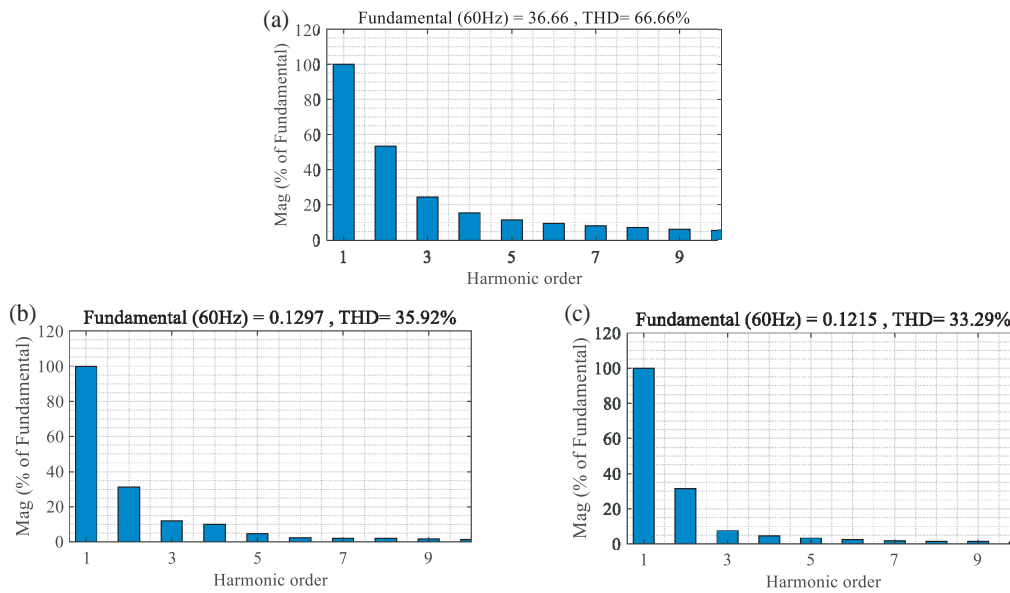 (a)
Fundamental (60Hz) = 36.66 , THD= 66.66%
Mag (% of Fundamental)
120
100
80
60
40
20
0
1 3 5 7 9
Harmonic order
(b)
Fundamental (60Hz) = 0.1297 , THD= 35.92%
Mag (% of Fundamental)
120
100
80
60
40
20
0
1 3 5 7 9
Harmonic order
(c)
Fundamental (60Hz) = 0.1215 , THD= 33.29%
Mag (% of Fundamental)
120
100
80
60
40
20
0
1 3 5 7 9
Harmonic order